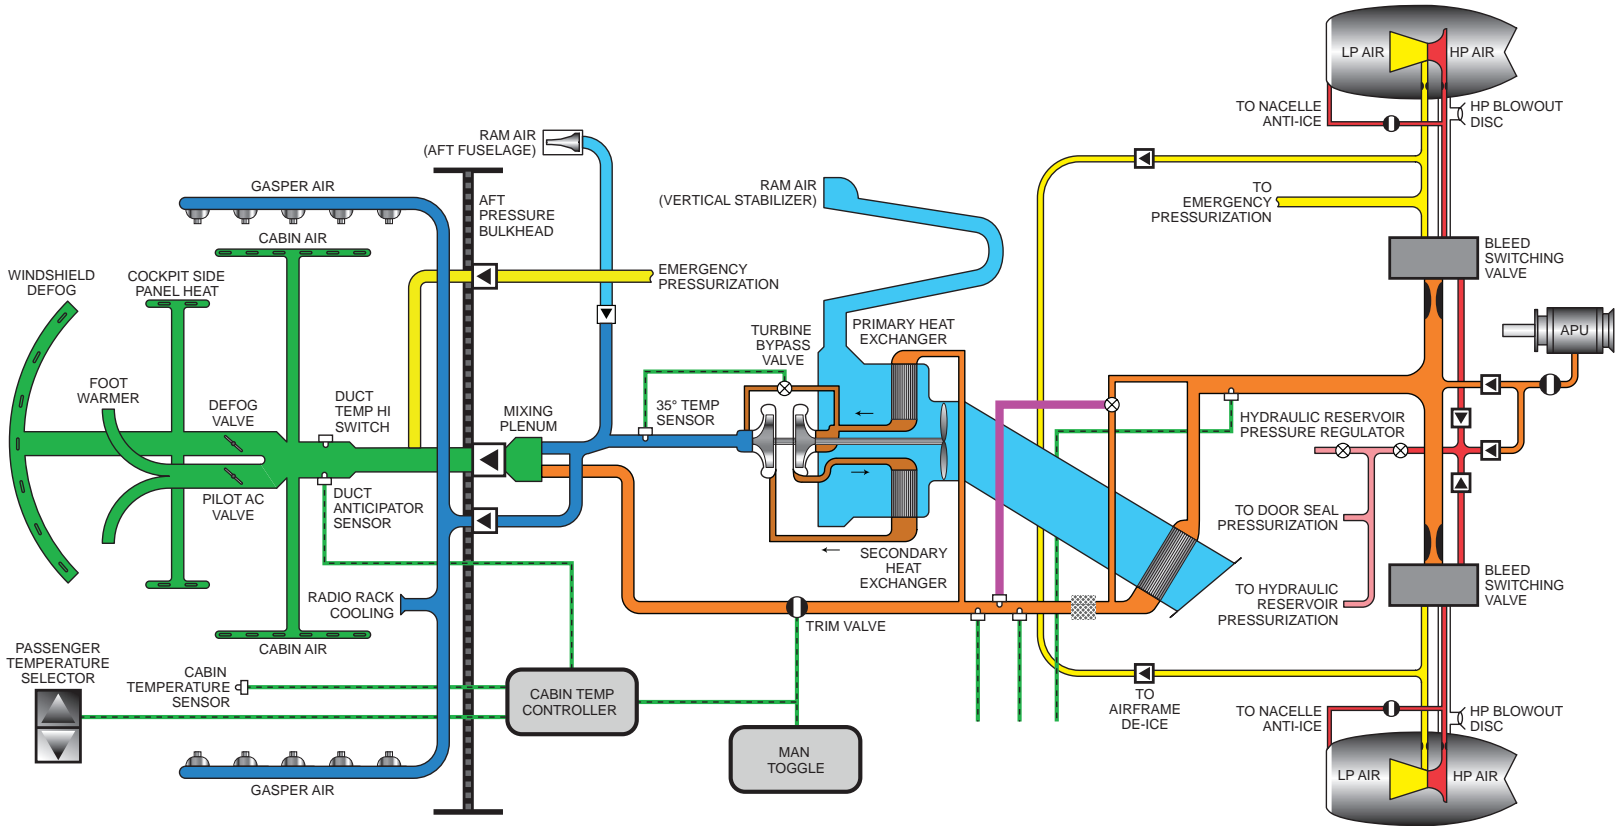 LP AIR
HP AIR
TO NACELLE
ANTI-ICE
HP BLOWOUT
DISC
RAM AIR
(AFT FUSELAGE)
GASPER AIR
AFT
PRESSURE
BULKHEAD
RAM AIR
(VERTICAL STABILIZER)
TO
EMERGENCY
PRESSURIZATION
CABIN AIR
BLEED
SWITCHING
VALVE
WINDSHIELD
DEFOG
COCKPIT SIDE
PANEL HEAT
EMERGENCY
PRESSURIZATION
TURBINE
BYPASS
VALVE
PRIMARY HEAT
EXCHANGER
APU
FOOT
WARMER
DEFOG
VALVE
DUCT
TEMP HI
SWITCH
MIXING
PLENUM
35° TEMP
SENSOR
HYDRAULIC RESERVOIR
PRESSURE REGULATOR
PILOT AC
VALVE
DUCT
ANTICIPATOR
SENSOR
TO DOOR SEAL
PRESSURIZATION
SECONDARY
HEAT
EXCHANGER
BLEED
SWITCHING
VALVE
RADIO RACK
COOLING
TO HYDRAULIC
RESERVOIR
PRESSURIZATION
TRIM VALVE
CABIN AIR
PASSENGER
TEMPERATURE
SELECTOR
CABIN
TEMPERATURE
SENSOR
CABIN TEMP
CONTROLLER
TO
AIRFRAME
DE-ICE
TO NACELLE
ANTI-ICE
HP BLOWOUT
DISC
MAN
TOGGLE
LP AIR
HP AIR
GASPER AIR